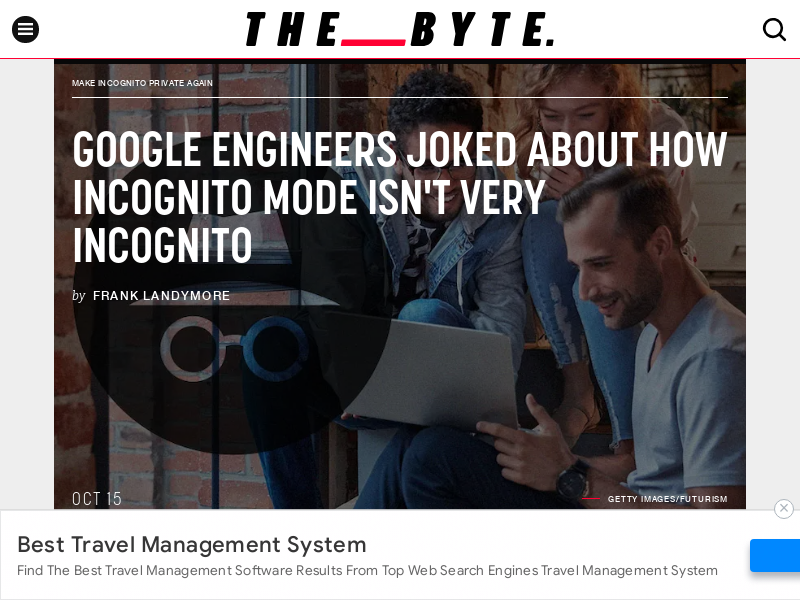 THE__BYTE.
MAKE INCOGNITO PRIVATE AGAIN
GOOGLE ENGINEERS JOKED ABOUT HOW
INCOGNITO MODE ISN'T VERY
INCOGNITO
by FRANK LANDYMORE
OCT 15
GETTY IMAGES/FUTURISM
Best Travel Management System
Find The Best Travel Management Software Results From Top Web Search Engines Travel Management System